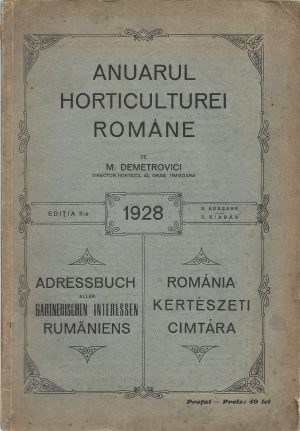 ANUARUL
HORTICULTUREI
ROMÂNE
DE
M. DEMETROVICI
DIRECTOR HORTICOL AL ORAȘ. TIMIȘOARA
EDIȚIA II-a
1928
II. AUSGABE,
II. KIADÁS
ADRESSBUCH
ALLER
GÄRTNERISCHEN INTERESSEN
RUMÄNIENS
ROMÁNIA
KERTÉSZETI
CIMTÁRA
Prețul — Preis: 40 lei